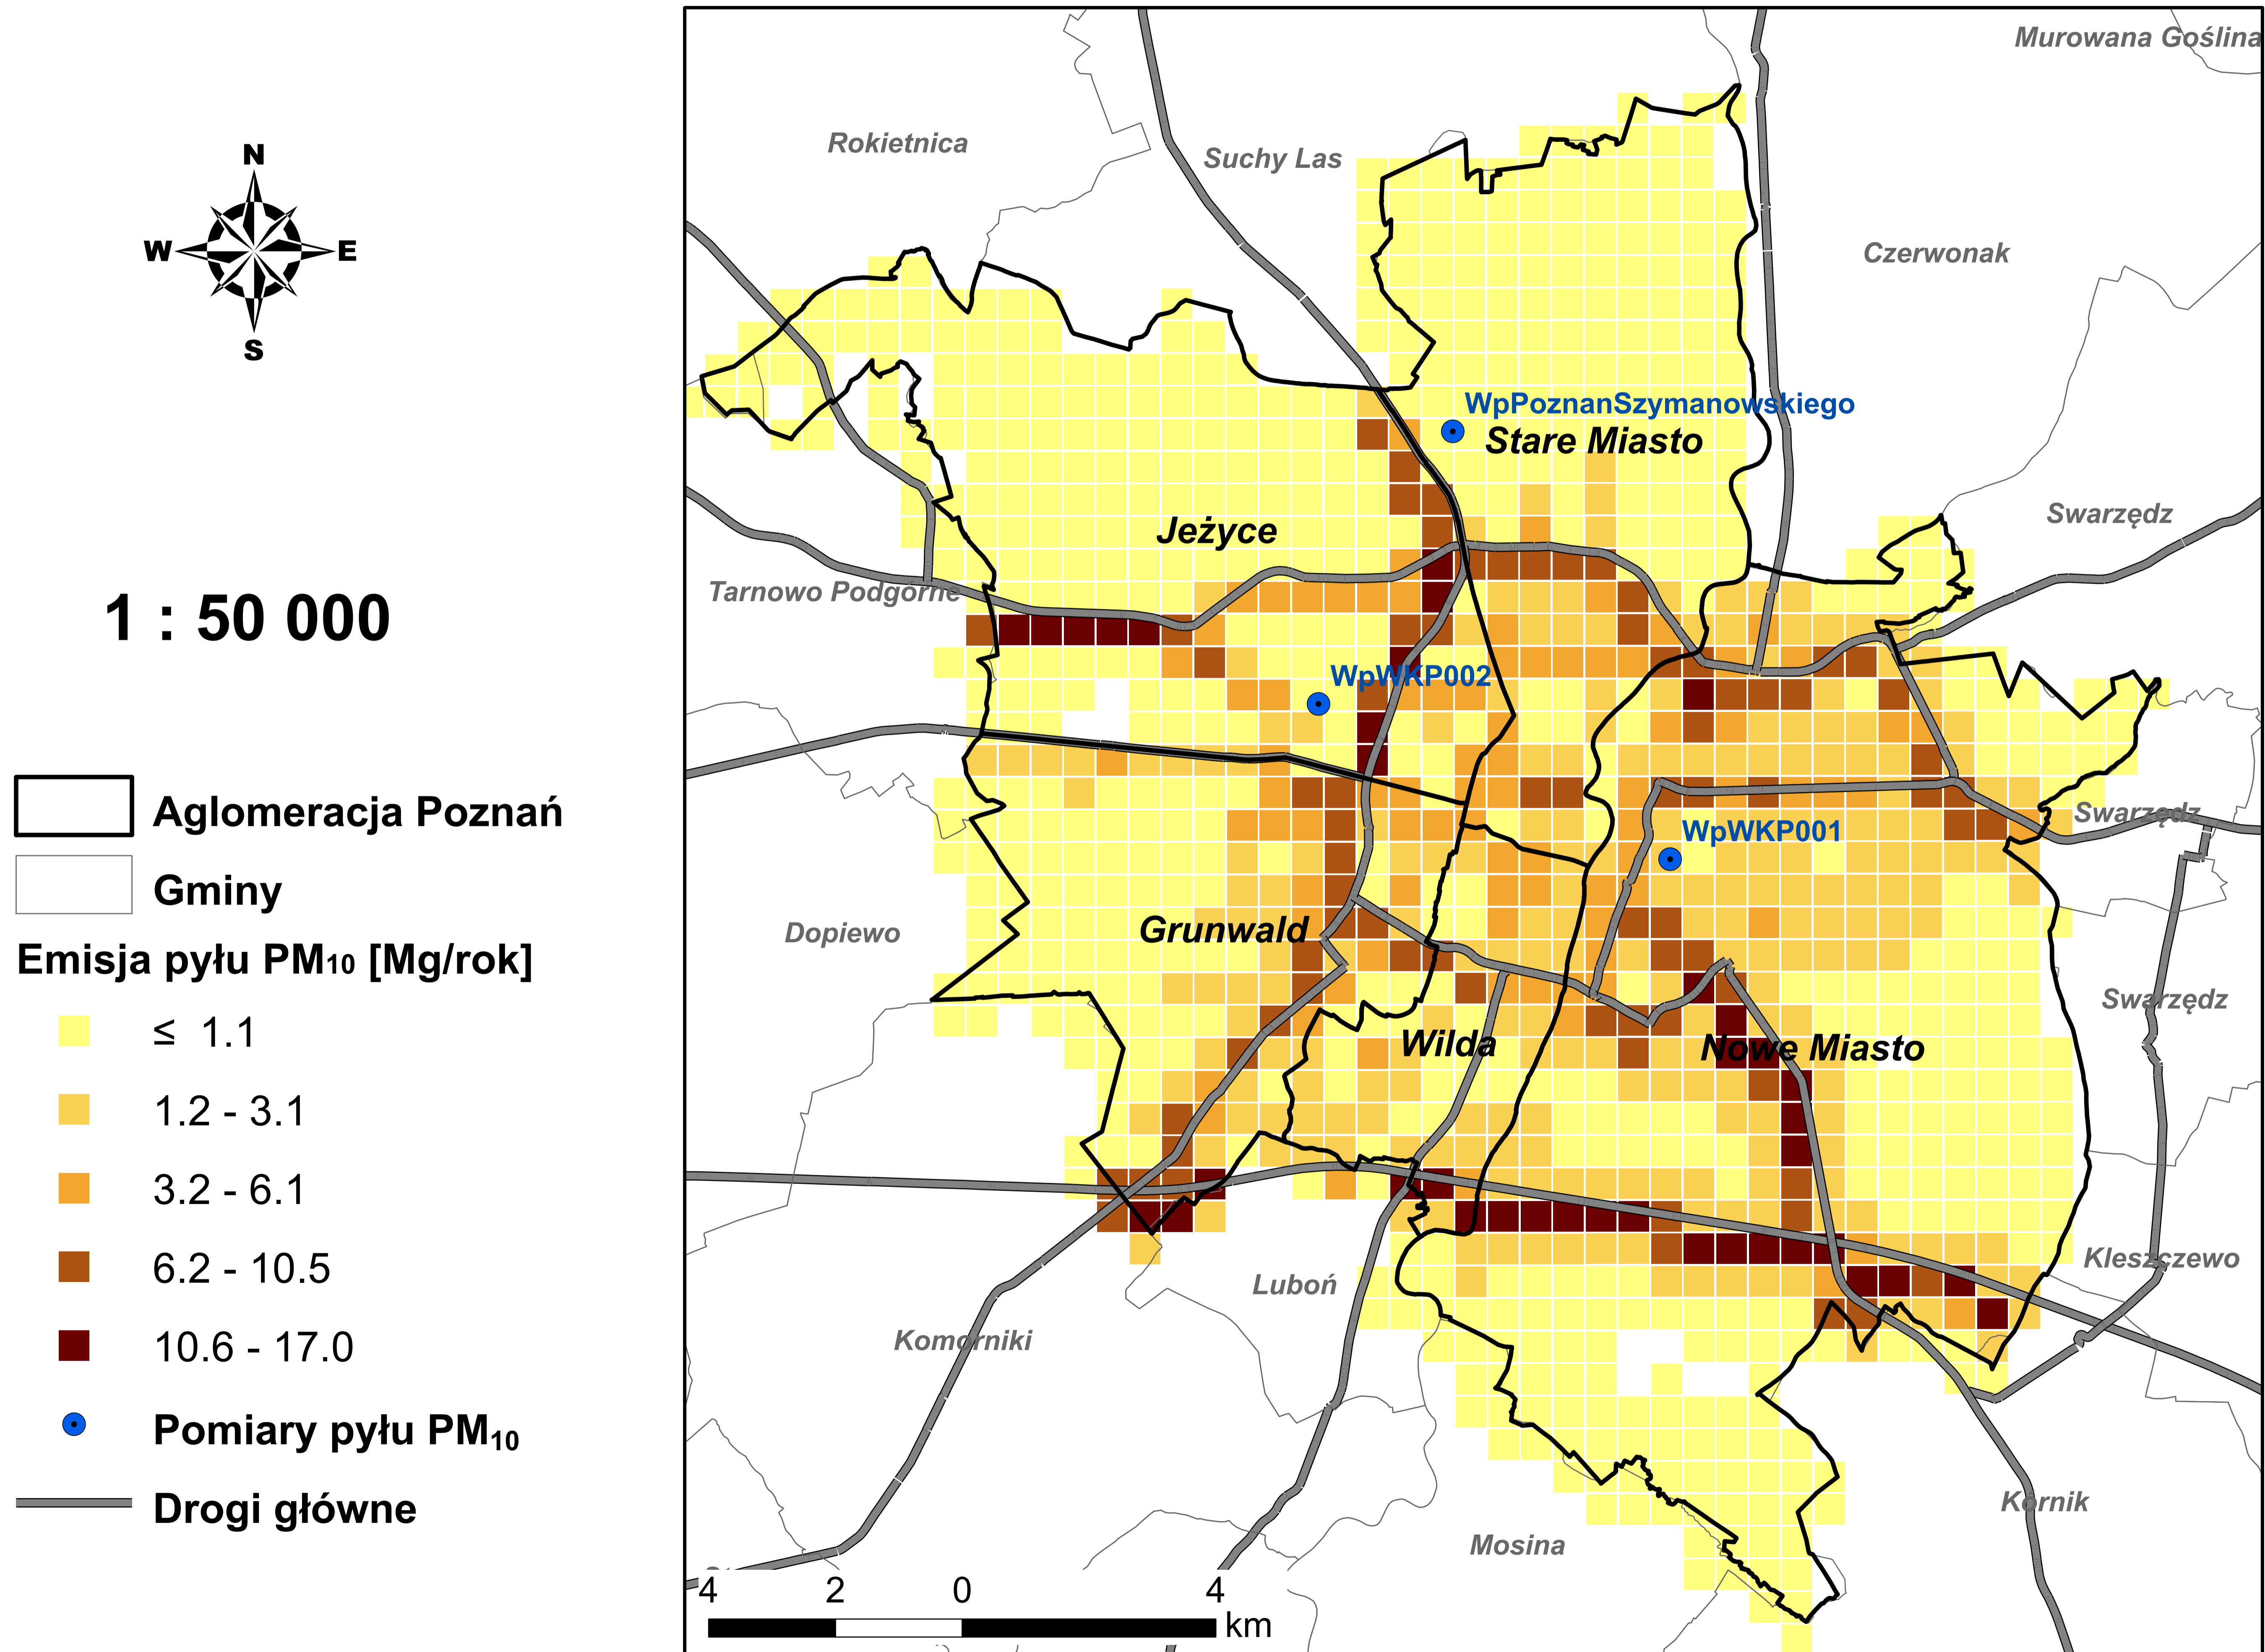 N
W
E
S
1 : 50 000
Aglomeracja Poznań
Gminy
Emisja pyłu PM10 [Mg/rok]
≤ 1.1
1.2 - 3.1
3.2 - 6.1
6.2 - 10.5
10.6 - 17.0
Pomiary pyłu PM10
Drogi główne
Murowana Goślina
Rokietnica
Suchy Las
Czerwonak
WpPoznanSzymanowskiego
Stare Miasto
Swarzędz
Jeżyce
Tarnowo Podgórne
WpWKP002
Swarzędz
WpWKP001
Dopiewo
Grunwald
Swarzędz
Wilda
Nowe Miasto
Kleszczewo
Luboń
Komorniki
Kórnik
Mosina
4 2 0 4
km